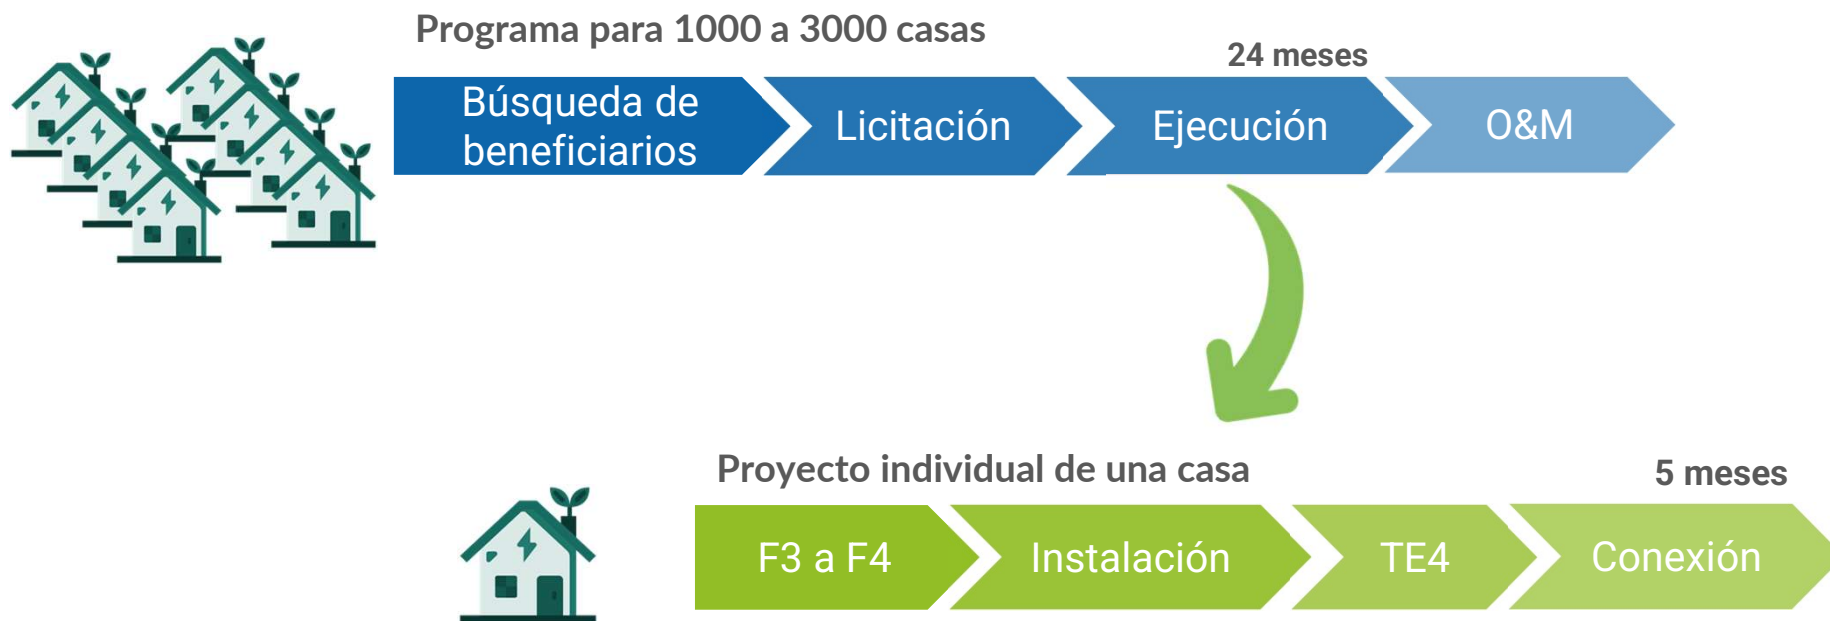 Programa para 1000 a 3000 casas
24 meses
Búsqueda de
beneficiarios
Licitación
Ejecución
O&M
Proyecto individual de una casa
5 meses
F3 a F4
Instalación
TE4
Conexión